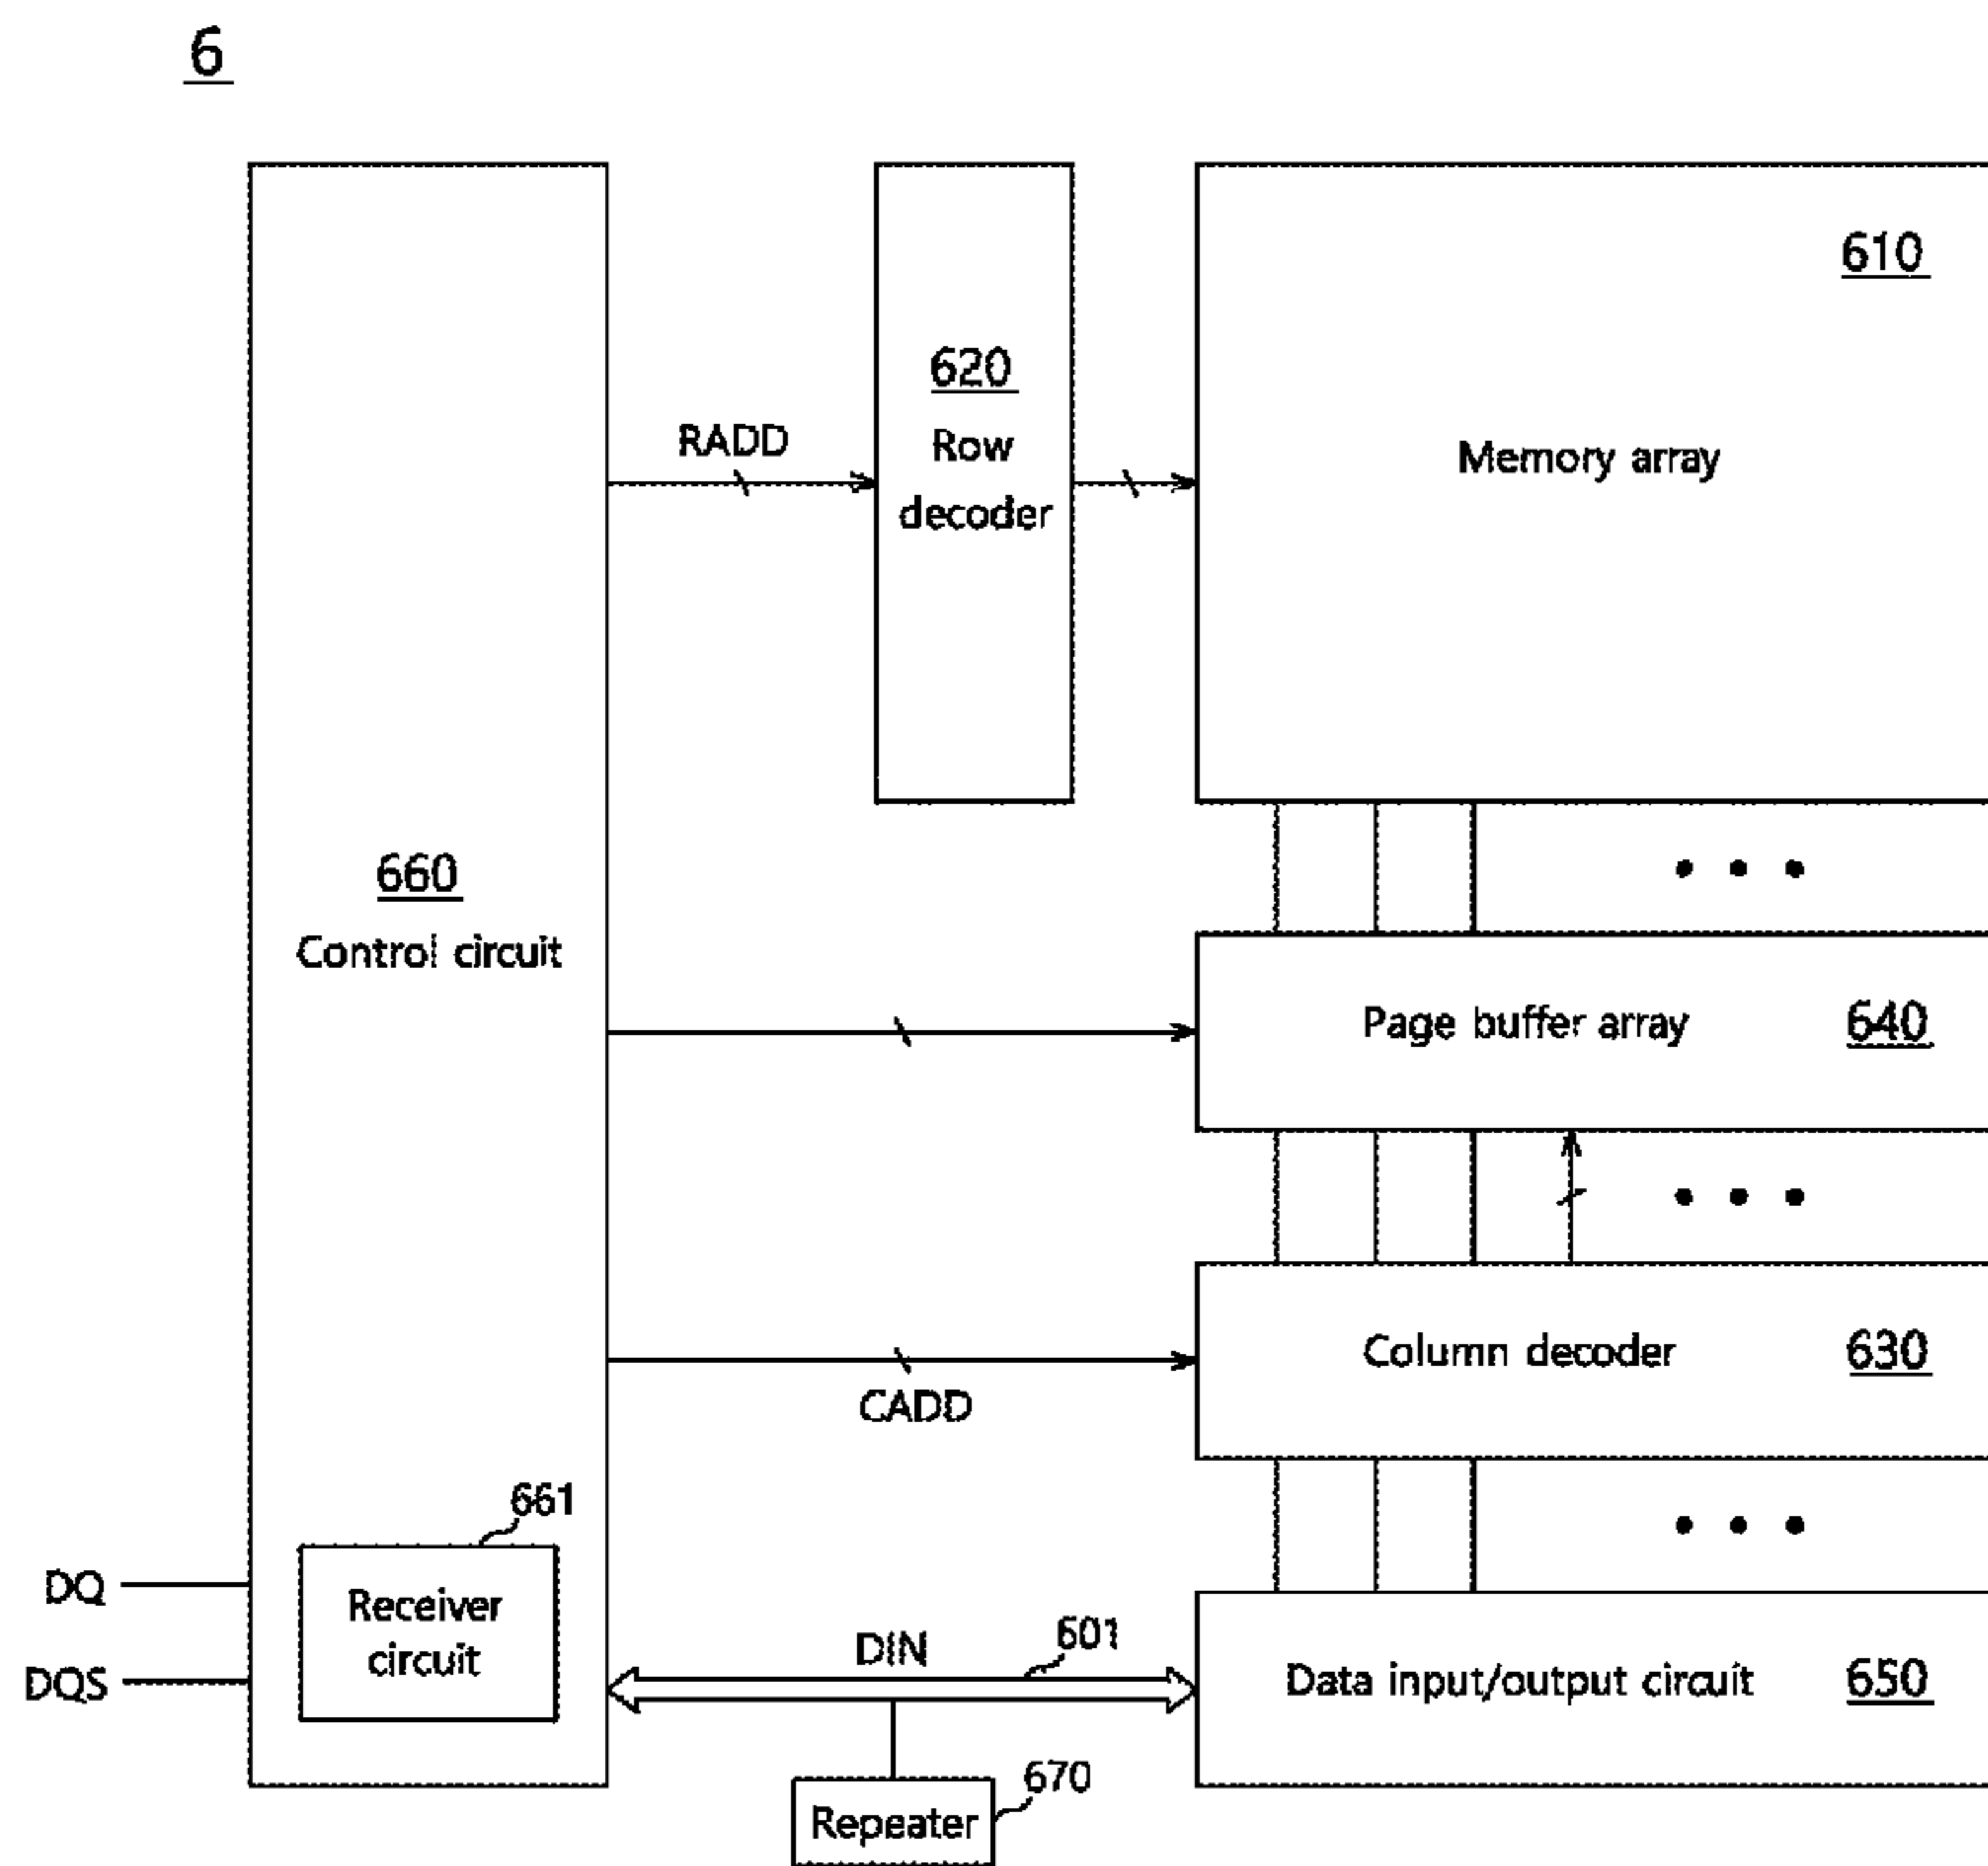 6
610
620
RADD
Row
decoder
Memory array
660
Control circuit
Page buffer array 640
Column decoder 630
CADD
661
DQ
Receiver
circuit
DQS
DIN
601
Data input/output circuit 650
670
Repeater